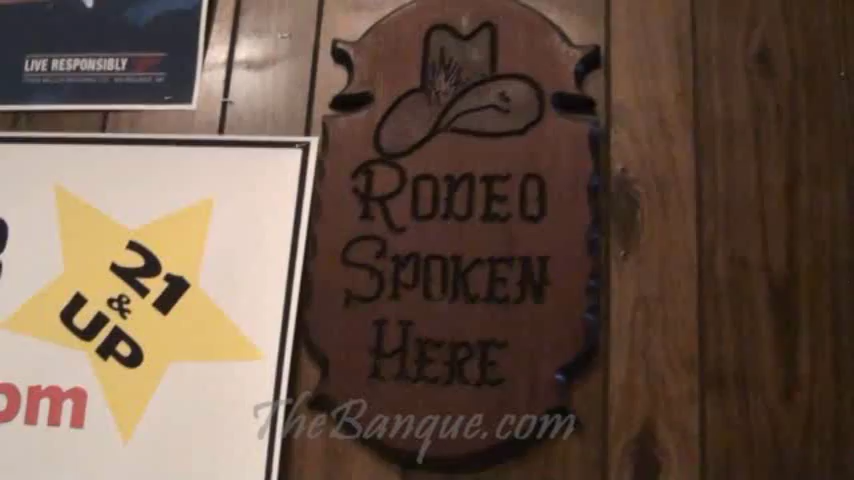 LIVE RESPONSIBLY
21
&
UP
om
RODEO
SPOKEN
HERE
TheBanque.com